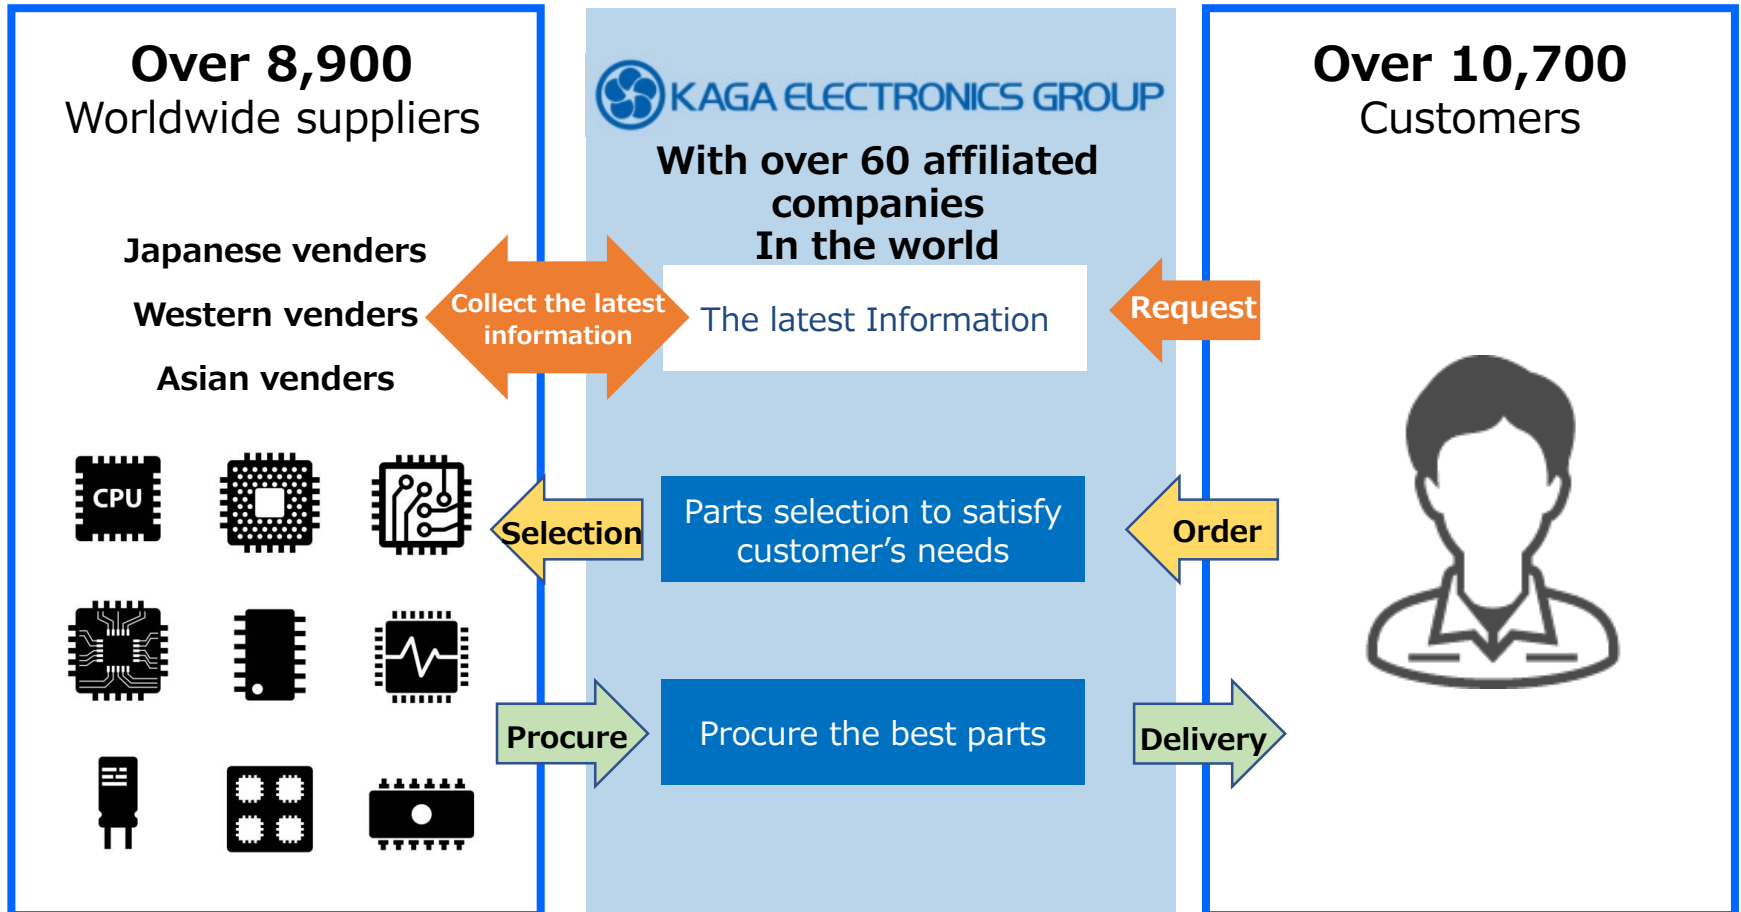 Over 8,900
Worldwide suppliers
Japanese venders
Western venders
Asian venders
CPU
KAGA ELECTRONICS GROUP
With over 60 affiliated
companies
In the world
Collect the latest
information
The latest Information
Request
Selection
Parts selection to satisfy
customer’s needs
Order
Procure
Procure the best parts
Delivery
Over 10,700
Customers